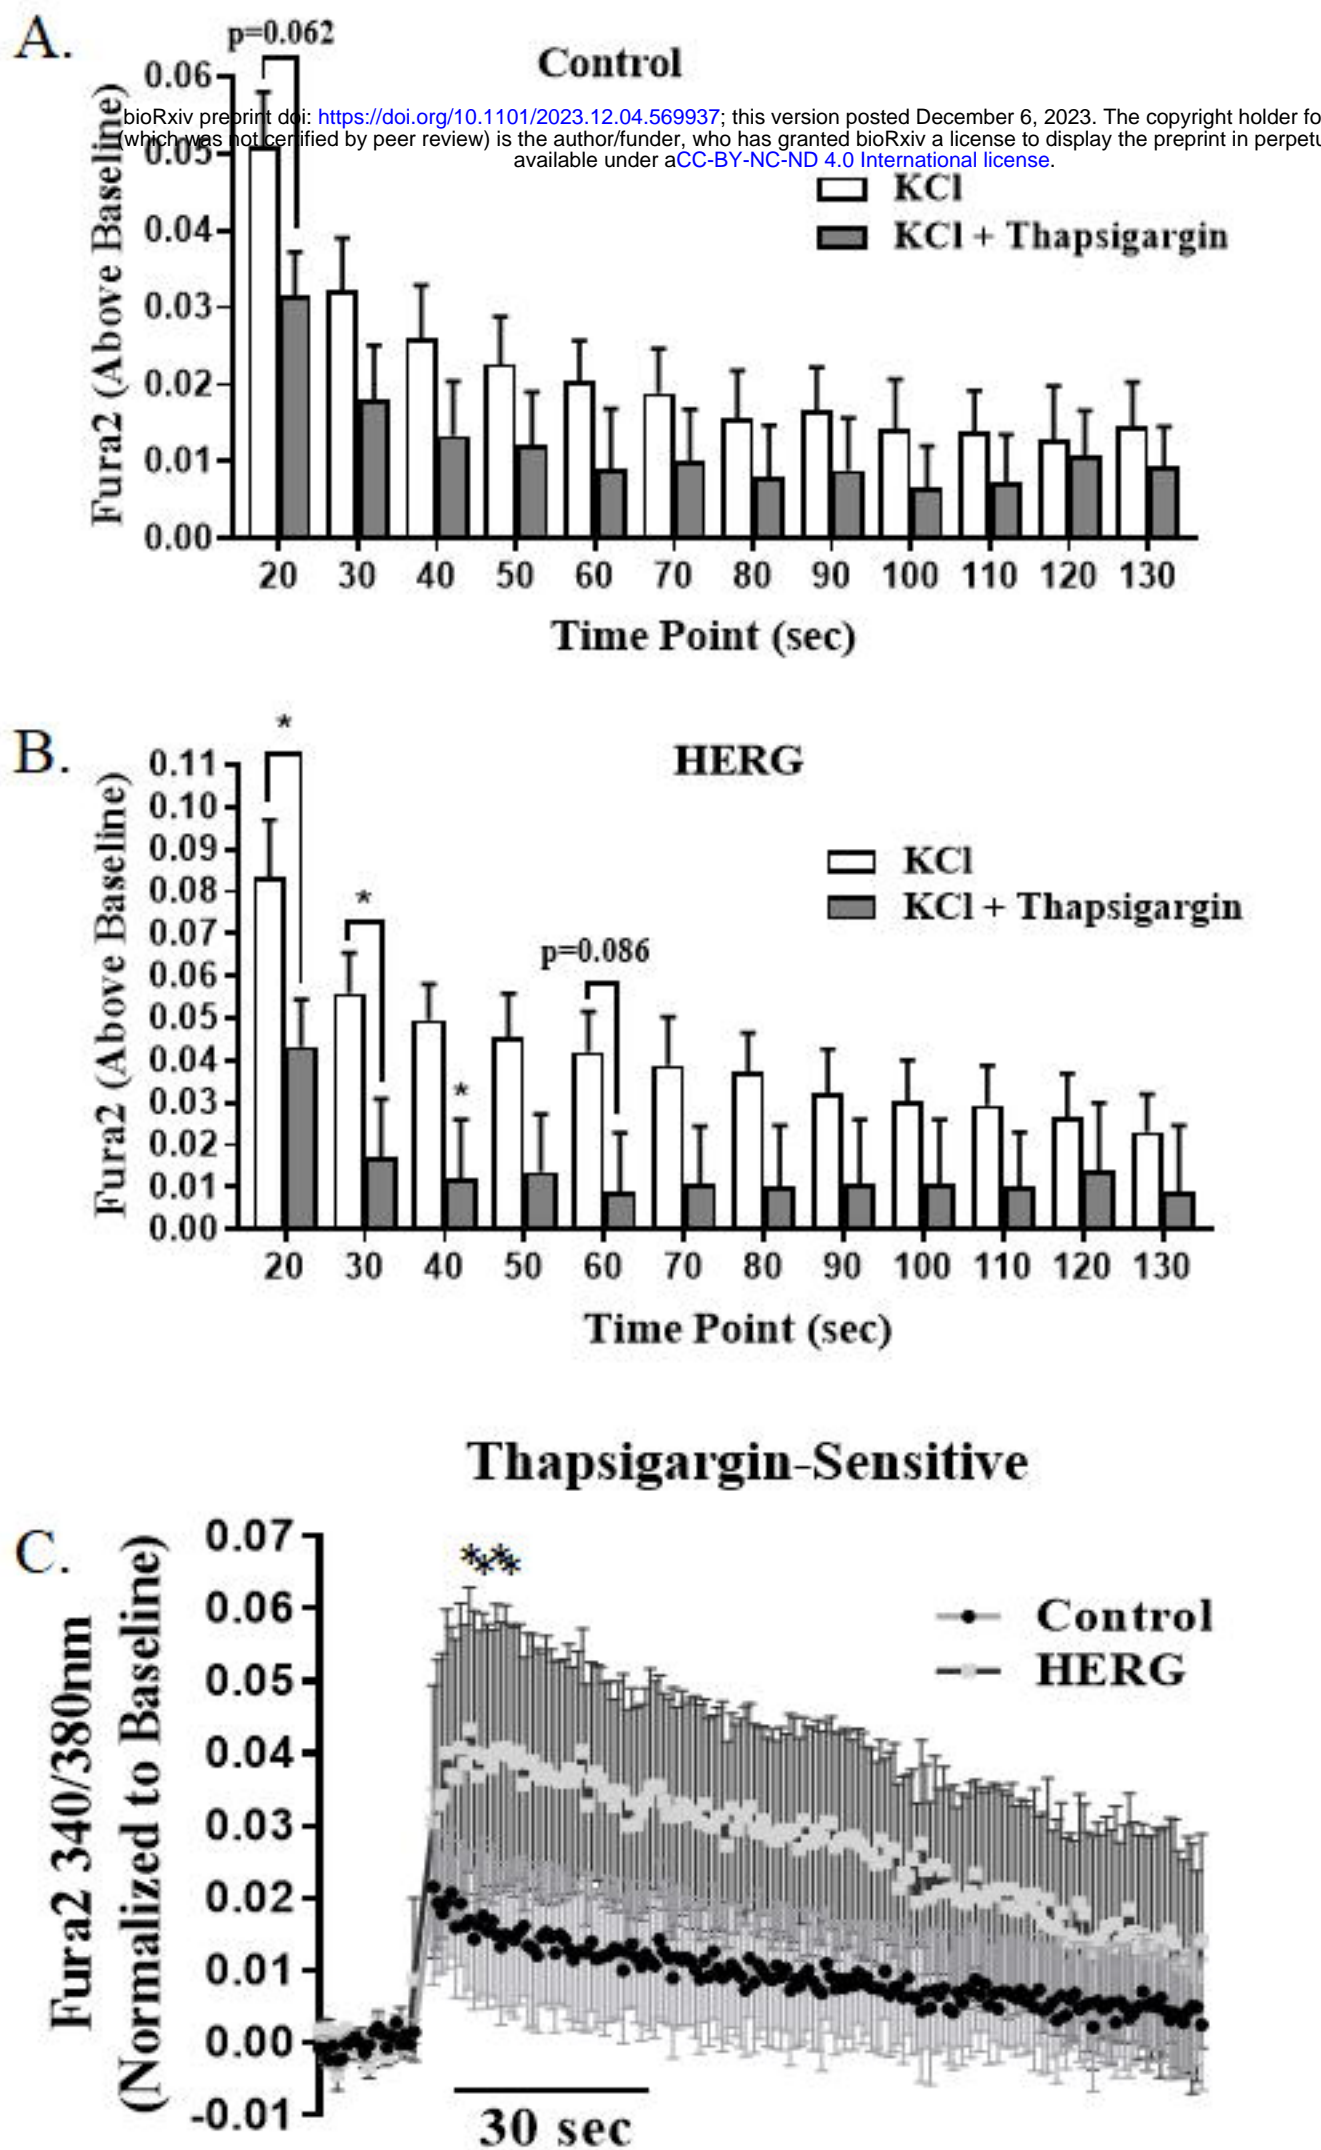 A.
p=0.062
Control
bioRxiv preprint doi: https://doi.org/10.1101/2023.12.04.569937; this version posted December 6, 2023. The copyright holder fo
(which was not certified by peer review) is the author/funder, who has granted bioRxiv a license to display the preprint in perpetu
available under aCC-BY-NC-ND 4.0 International license.
KCl
KCl + Thapsigargin
Fura2 (Above Baseline)
0.06
0.05
0.04
0.03
0.02
0.01
0.00
20 30 40 50 60 70 80 90 100 110 120 130
Time Point (sec)
B.
*
HERG
KCl
KCl + Thapsigargin
*
p=0.086
*
Fura2 (Above Baseline)
0.11
0.10
0.09
0.08
0.07
0.06
0.05
0.04
0.03
0.02
0.01
0.00
20 30 40 50 60 70 80 90 100 110 120 130
Time Point (sec)
Thapsigargin-Sensitive
C.
****
Control
HERG
Fura2 340/380nm
(Normalized to Baseline)
0.07
0.06
0.05
0.04
0.03
0.02
0.01
0.00
-0.01
30 sec